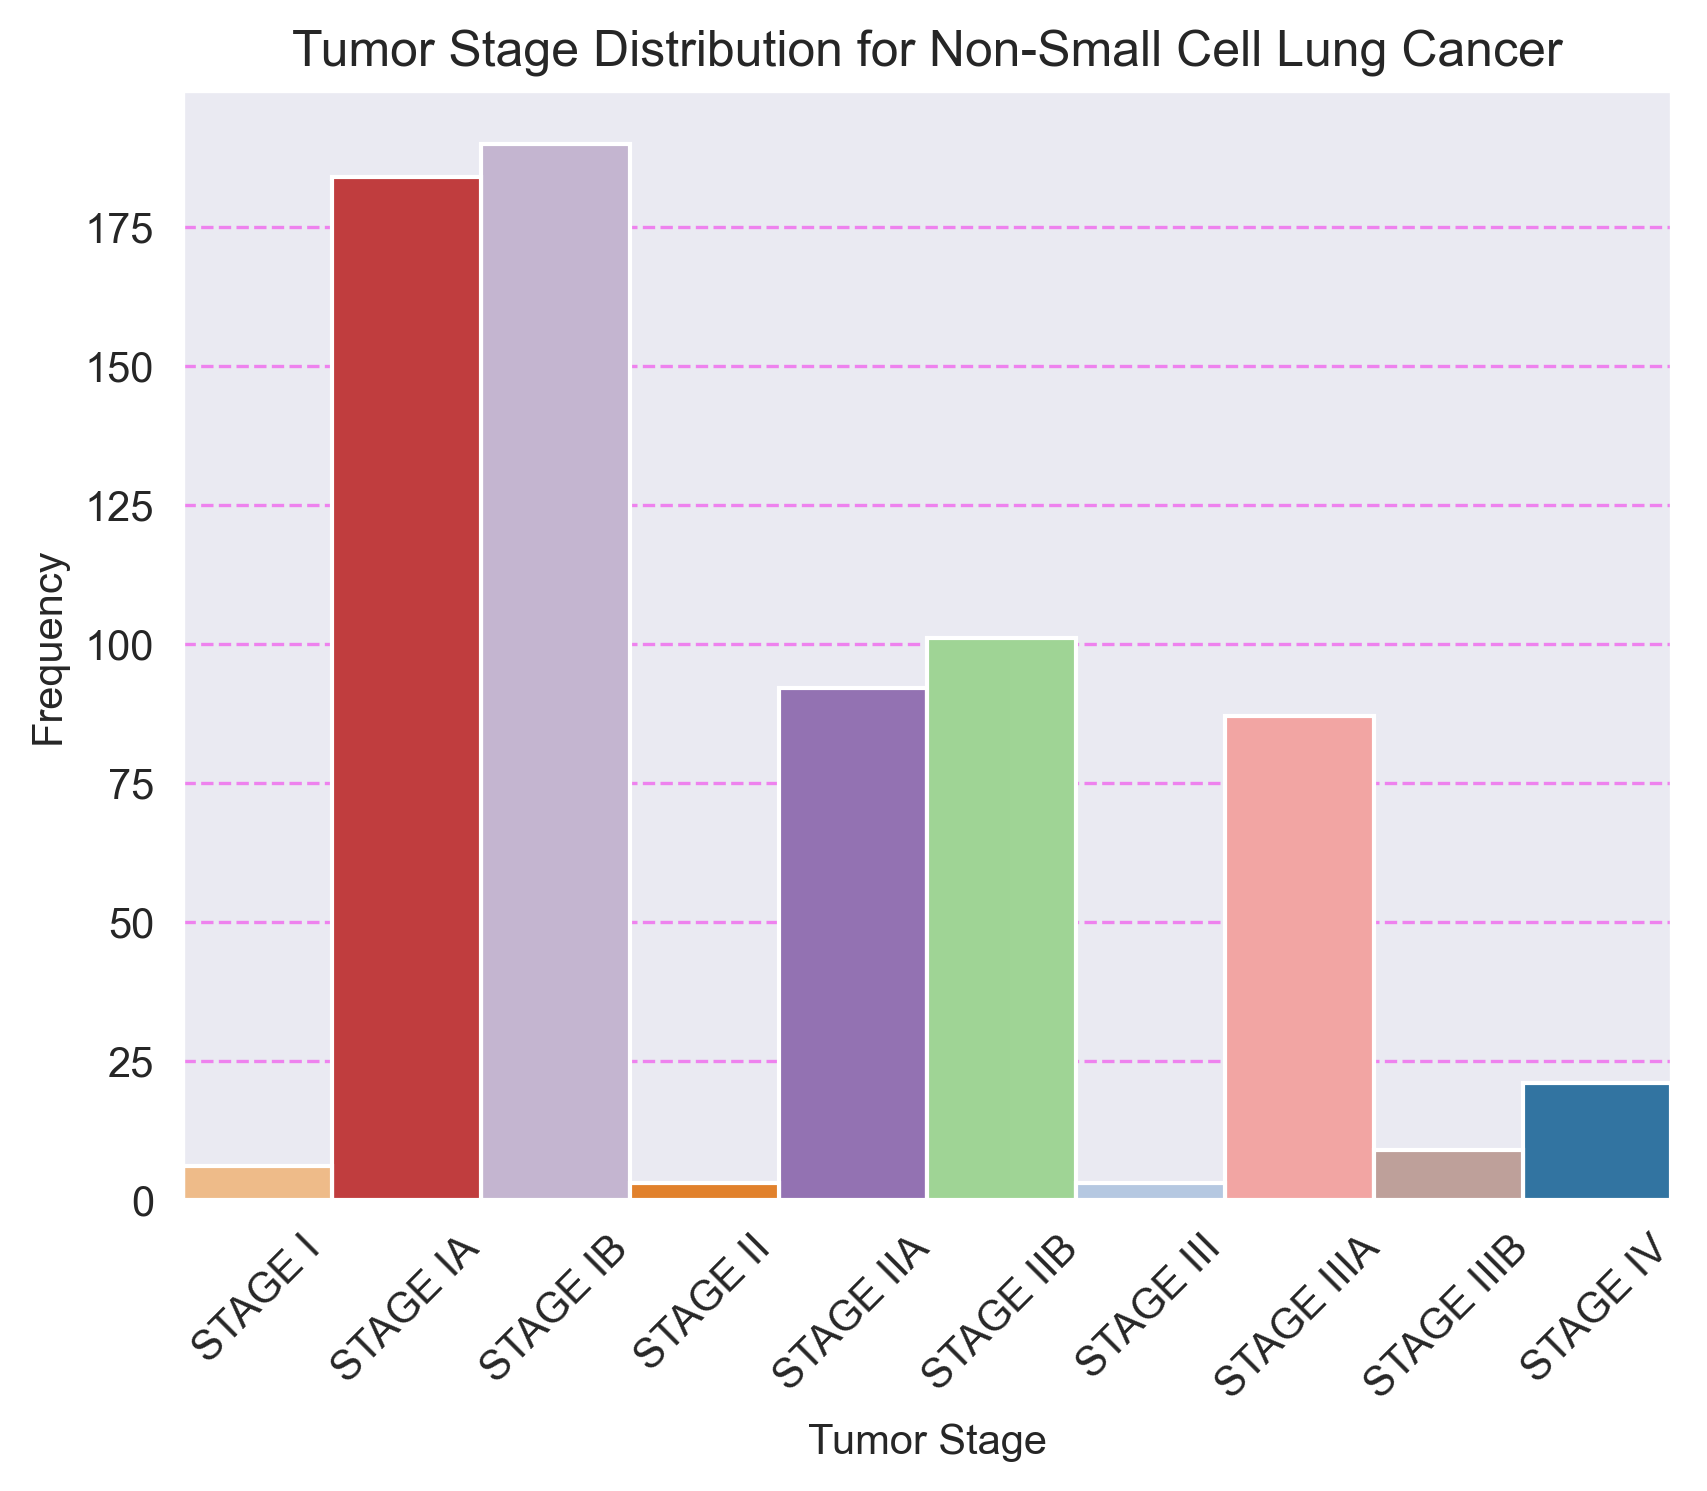 Tumor Stage Distribution for Non-Small Cell Lung Cancer
Frequency
175
150
125
100
75
50
25
0
STAGE I
STAGE IA
STAGE IB
STAGE II
STAGE IIA
STAGE IIB
STAGE III
STAGE IIIA
STAGE IIIB
STAGE IV
Tumor Stage